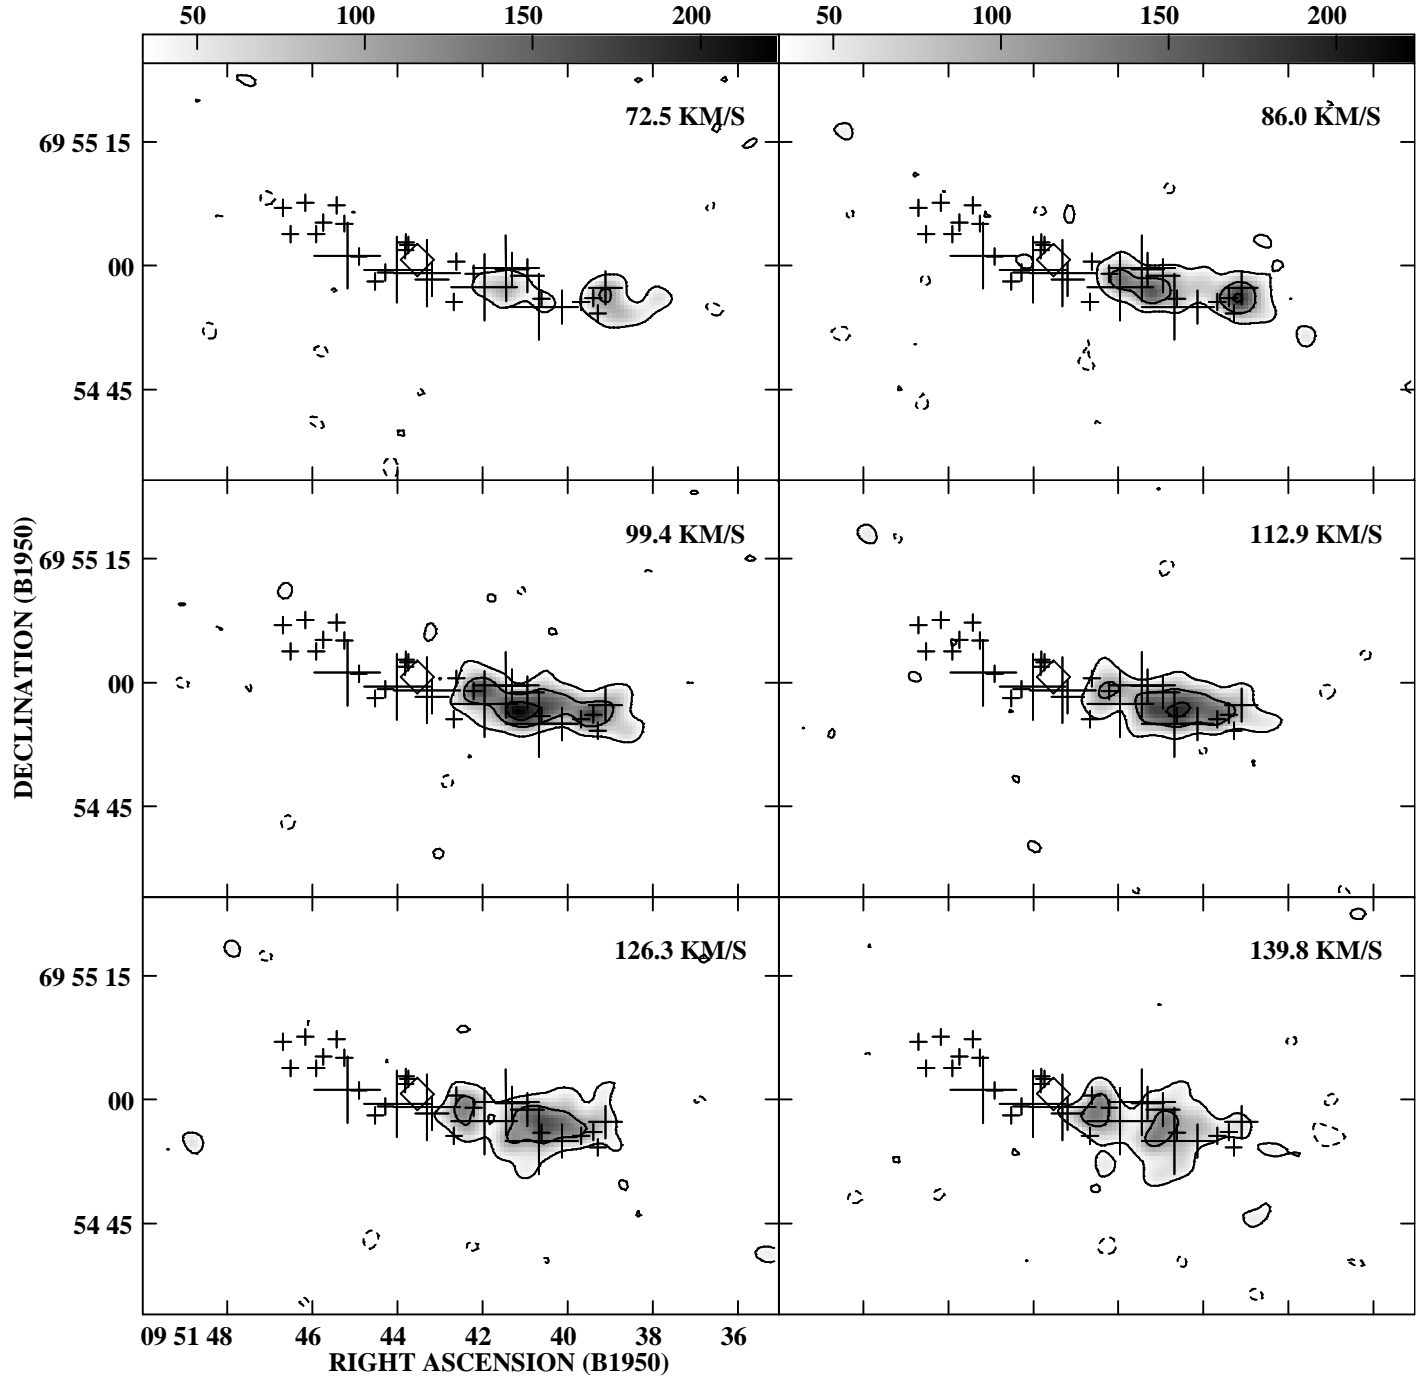 50 100 150 200 50 100 150 200
72.5 KM/S 86.0 KM/S
69 55 15
00
54 45
99.4 KM/S 112.9 KM/S
69 55 15
00
54 45
DECLINATION (B1950)
126.3 KM/S 139.8 KM/S
69 55 15
00
54 45
09 51 48 46 44 42 40 38 36
RIGHT ASCENSION (B1950)